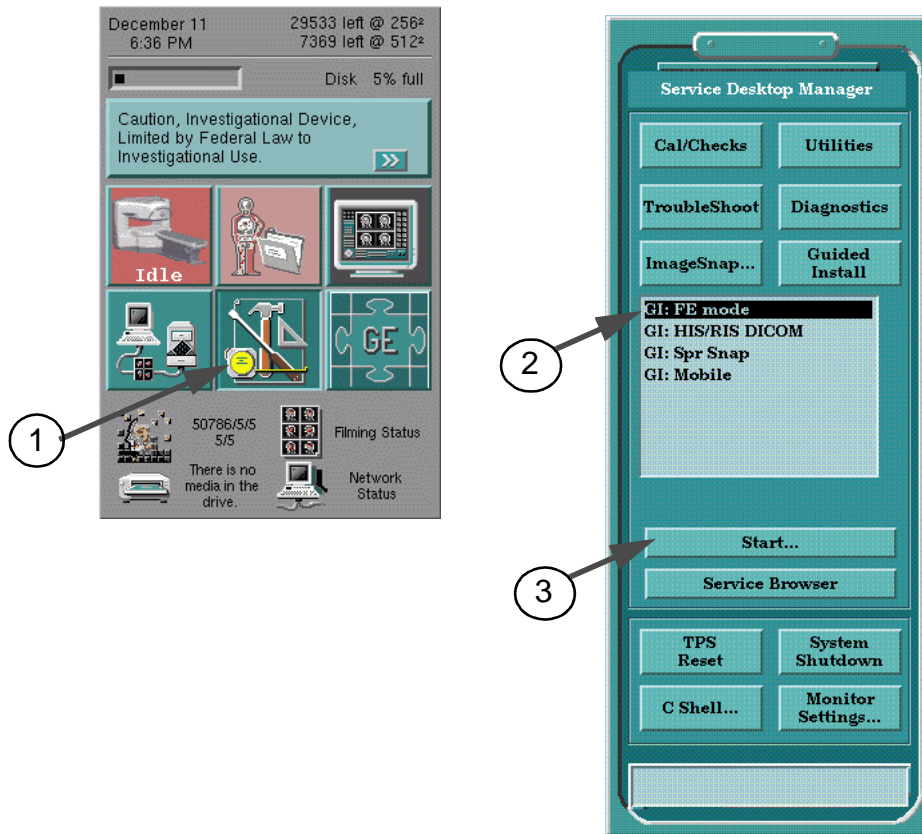 December 11
6:36 PM
29533 left @ 256²
7369 left @ 512²
Disk 5% full
Caution, Investigational Device,
Limited by Federal Law to
Investigational Use.
>>
Idle
GE
50786/5/5
5/5
Filming Status
There is no
media in the
drive.
Network
Status
1
Service Desktop Manager
Cal/Checks
Utilities
TroubleShoot
Diagnostics
ImageSnap...
Guided
Install
GI: FE mode
GI: HIS/RIS DICOM
GI: Spr Snap
GI: Mobile
2
Start...
3
Service Browser
TPS
Reset
System
Shutdown
C Shell...
Monitor
Settings...